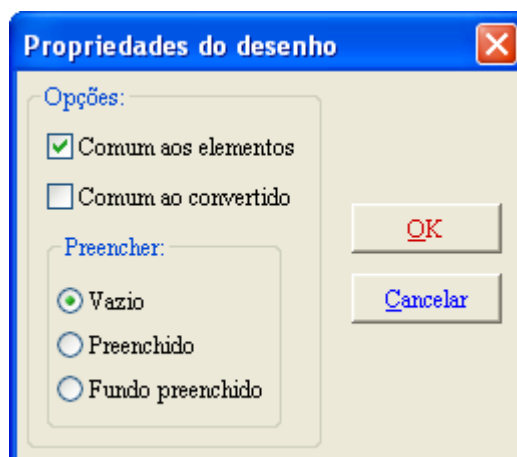 Propriedades do desenho
Opções:
Comum aos elementos
Comum ao convertido
Preencher:
Vazio
Preenchido
Fundo preenchido
OK
Cancelar